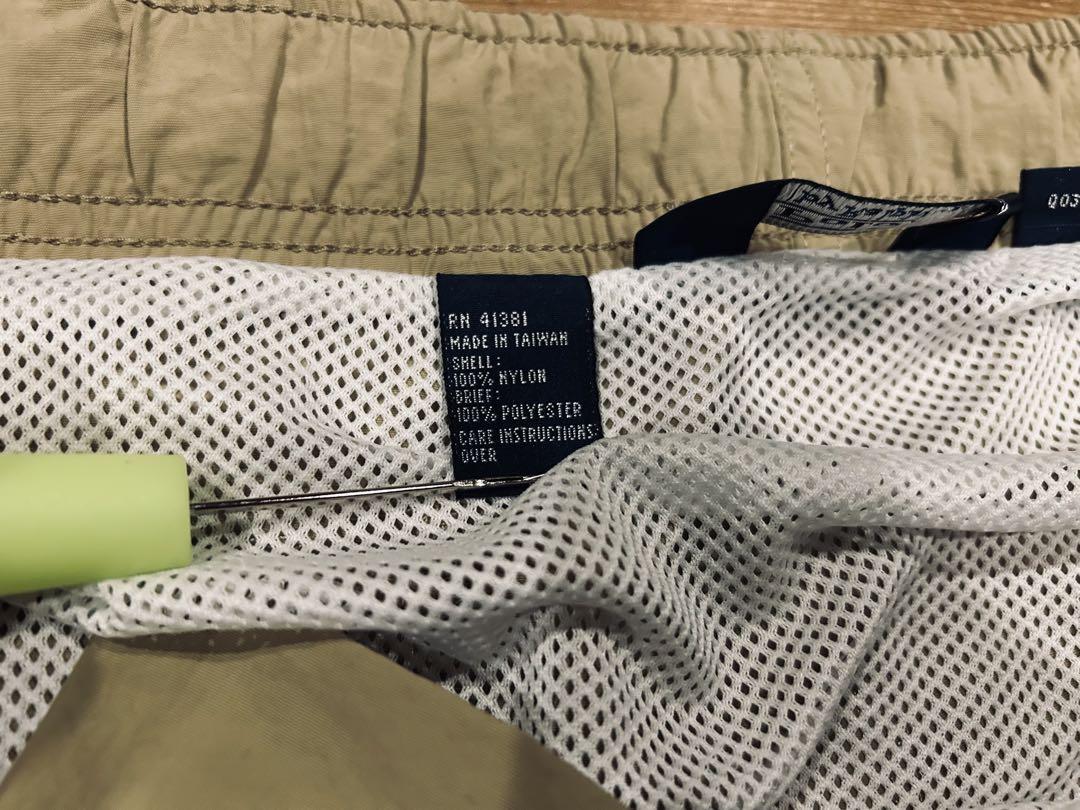 RN 41381
MADE IN TAIWAN
SHELL:
100% NYLON
BRIEF:
100% POLYESTER
CARE INSTRUCTIONS
OVER